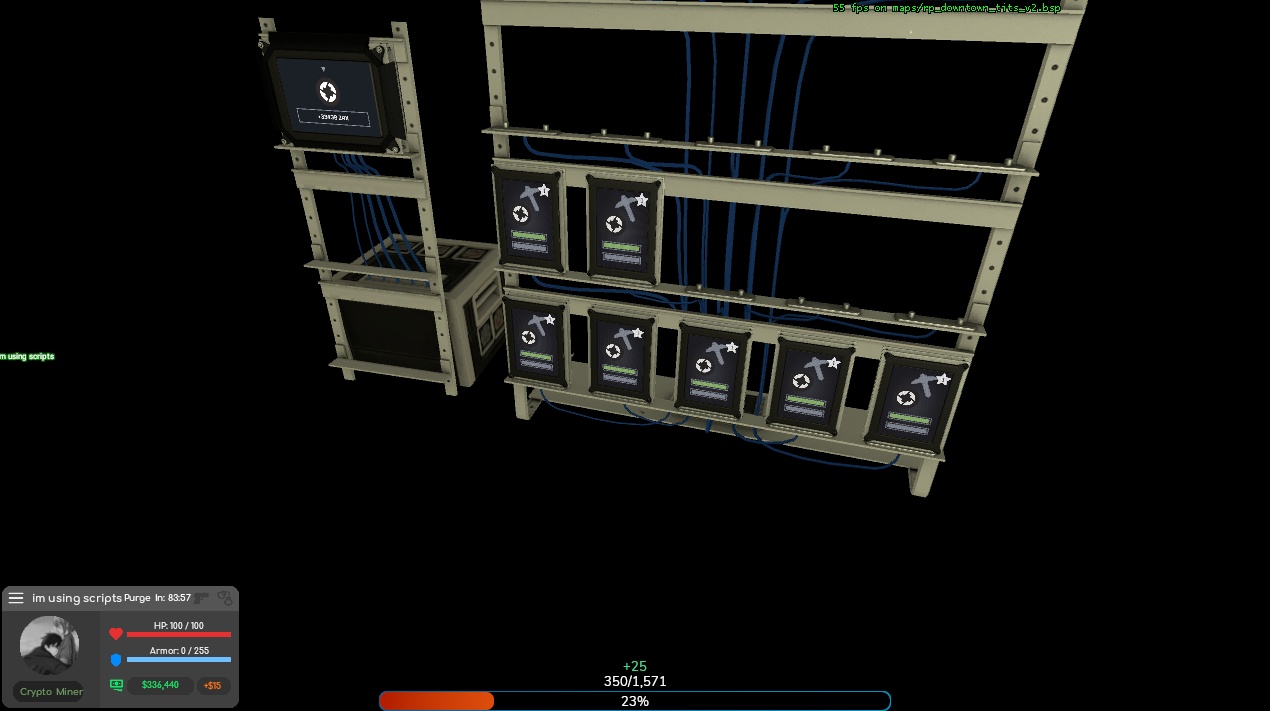 55 fps on maps/rp_downtown_tits_v2.bsp
im using scripts
im using scripts Purge In: 83:57
HP: 100 / 100
Armor: 0 / 255
$336,440 +$15
Crypto Miner
+25
350/1,571
23%